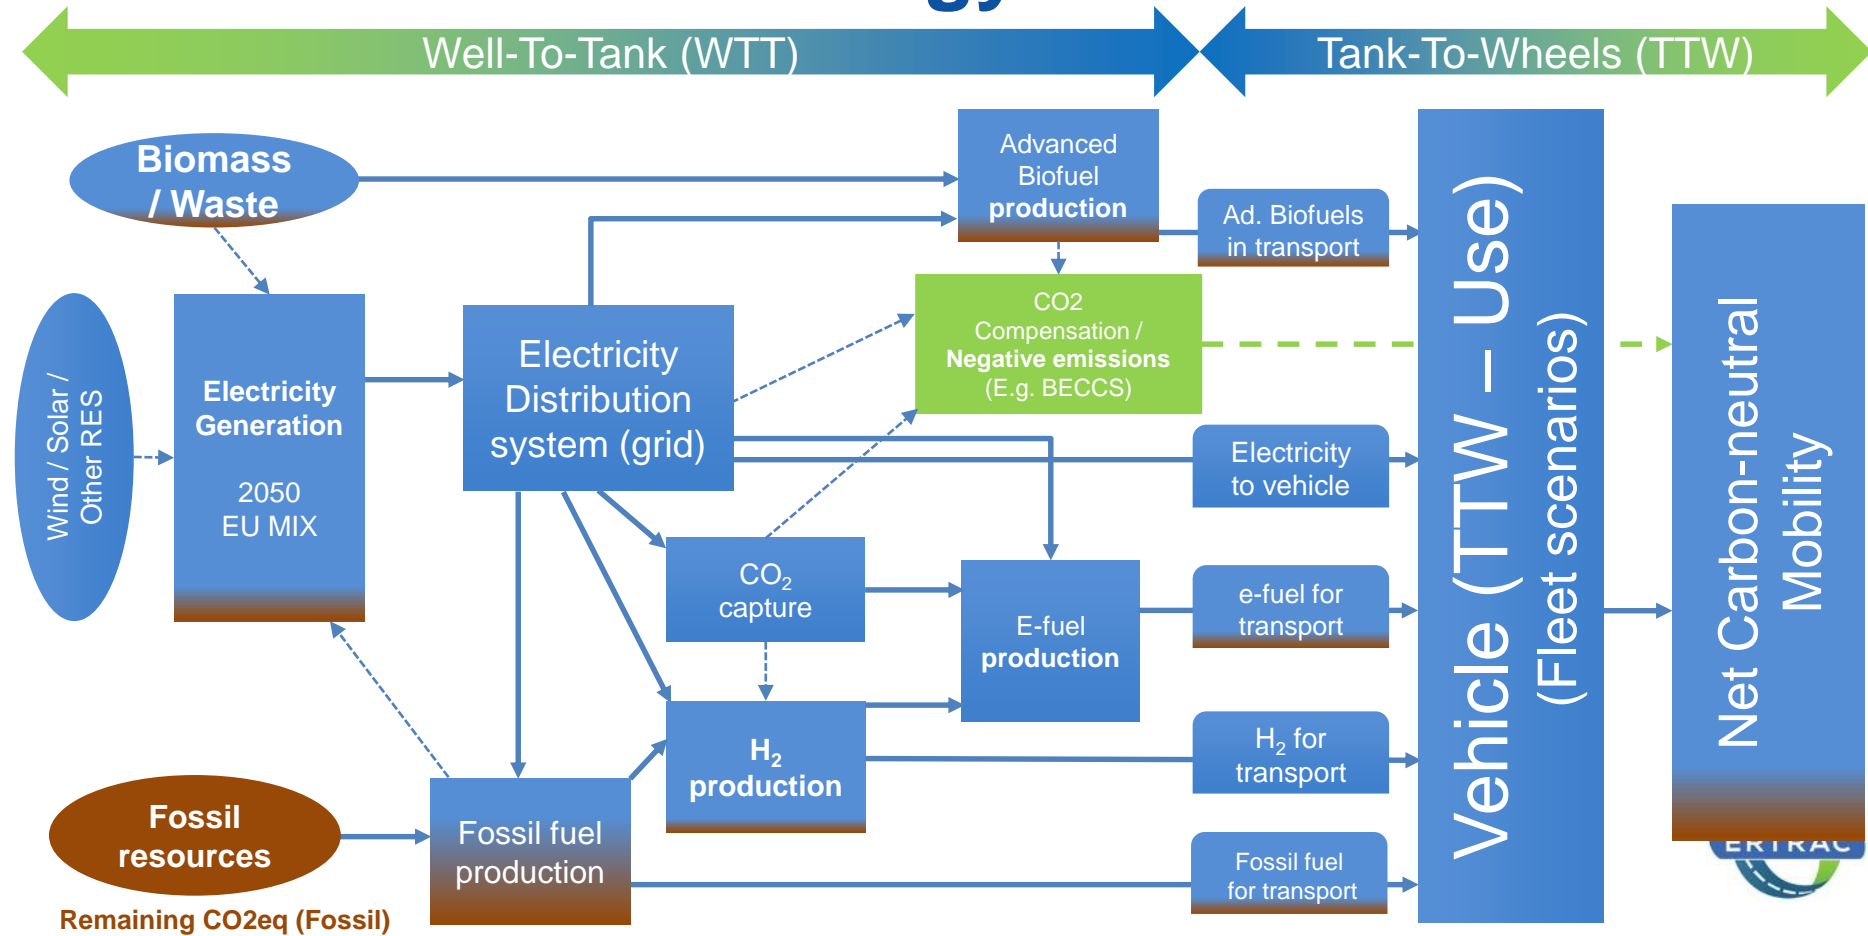 Well-To-Tank (WTT)
Tank-To-Wheels (TTW)
Biomass
/ Waste
Advanced
Biofuel
production
Ad. Biofuels
in transport
Wind / Solar /
Other RES
Electricity
Generation
2050
EU MIX
Electricity
Distribution
system (grid)
CO2
Compensation /
Negative emissions
(E.g. BECCS)
Electricity
to vehicle
CO₂
capture
E-fuel
production
e-fuel for
transport
H₂
production
H₂ for
transport
Fossil
resources
Fossil fuel
production
Fossil fuel
for transport
Remaining CO2eq (Fossil)
Vehicle (TTW – Use)
(Fleet scenarios)
Net Carbon-neutral
Mobility
ERTRAC